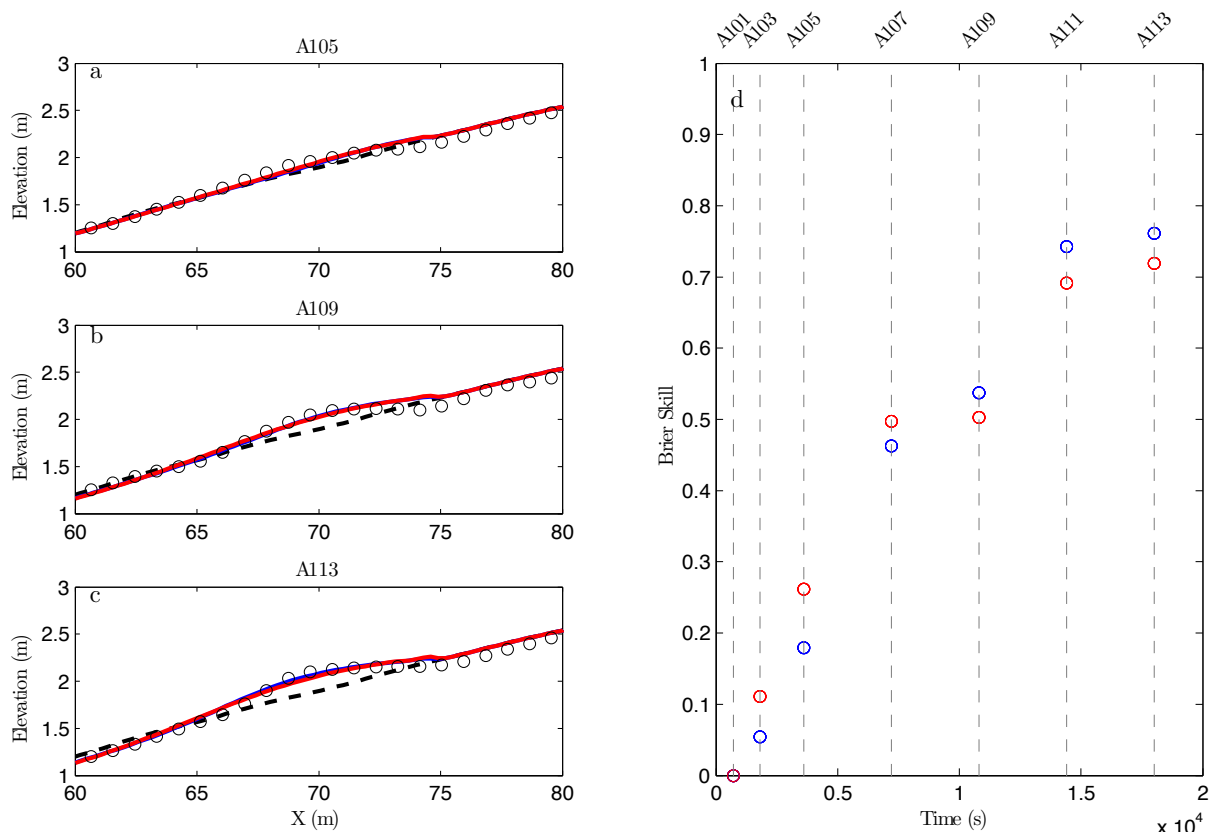 A105
a
3
2.5
2
1.5
1
Elevation (m)
60 65 70 75 80
A109
b
3
2.5
2
1.5
1
Elevation (m)
60 65 70 75 80
A113
c
3
2.5
2
1.5
1
Elevation (m)
60 65 70 75 80
X (m)
A101 A103 A105 A107 A109 A111 A113
d
1
0.9
0.8
0.7
0.6
0.5
0.4
0.3
0.2
0.1
0
Brier Skill
0 0.5 1 1.5 2
Time (s)
x 10⁴